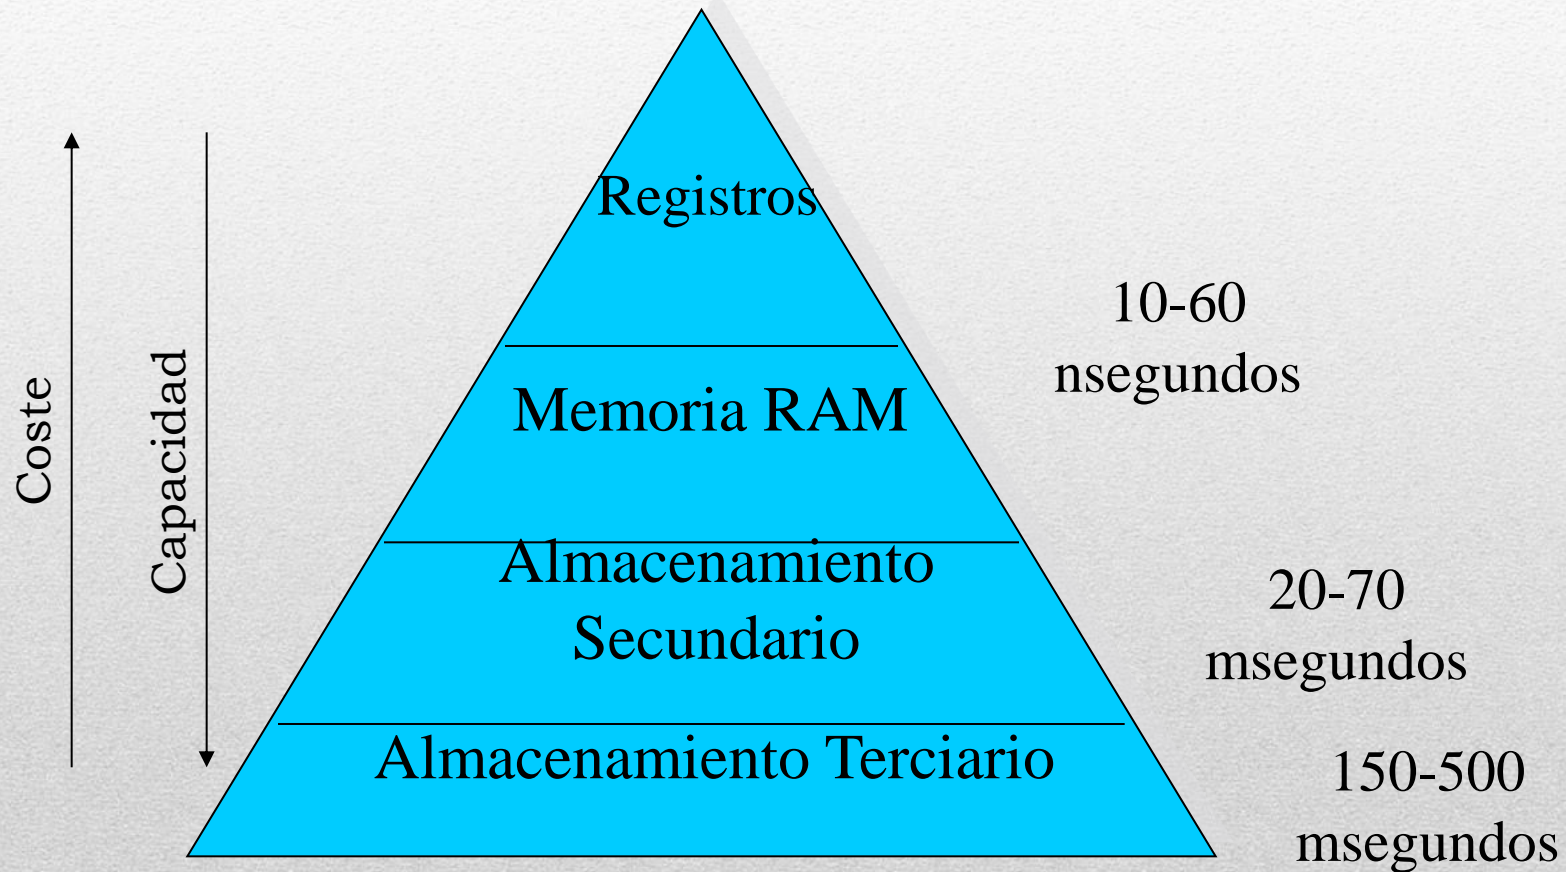 Registros
10-60
nsegundos
Memoria RAM
Coste
Capacidad
Almacenamiento
Secundario
20-70
msegundos
Almacenamiento Terciario
150-500
msegundos